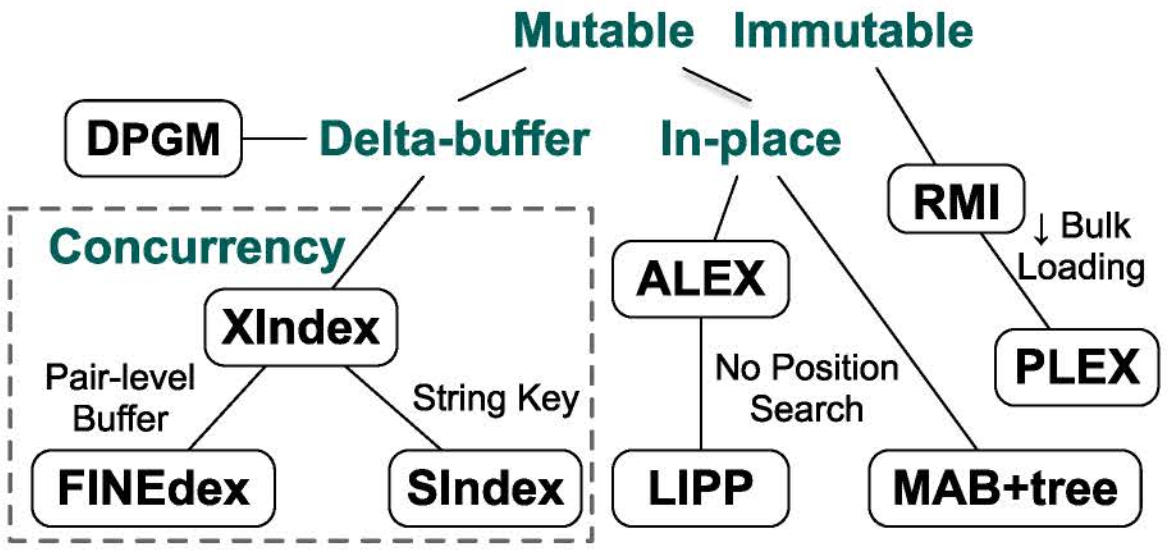 Mutable Immutable
DPGM Delta-buffer In-place
RMI
↓ Bulk
Loading
Concurrency
ALEX
XIndex
PLEX
Pair-level
Buffer
String Key
No Position
Search
FINEdex SIndex LIPP MAB+tree